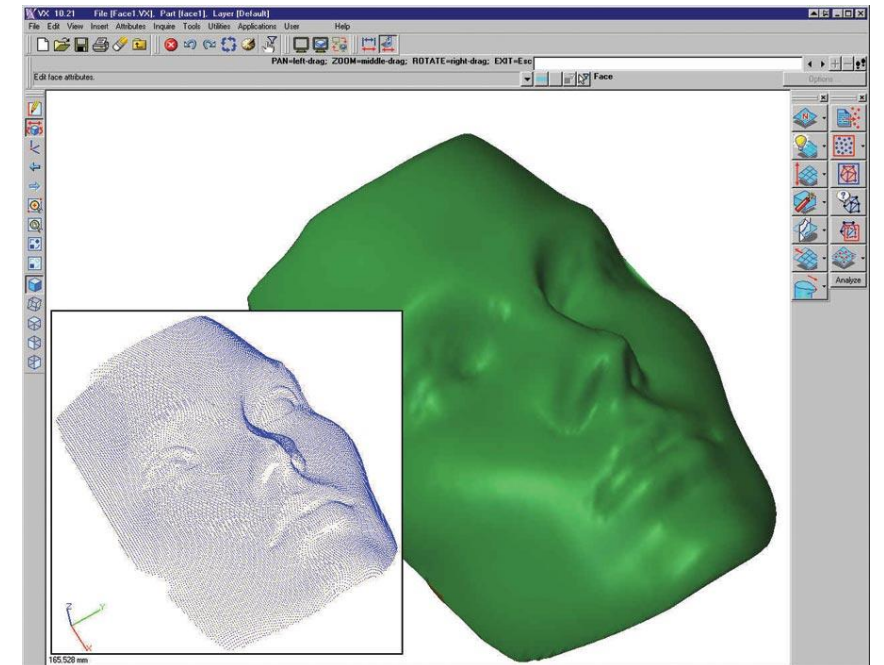 VX 10.21 File [Face1.VX], Part [face1], Layer [Default]
File Edit View Insert Attributes Inquire Tools Utilities Applications User Help
PAN=left-drag; ZOOM=middle-drag; ROTATE=right-drag; EXIT=Esc
Edit face attributes.
Face
Options
Analyze
Z
Y
X
165.528 mm